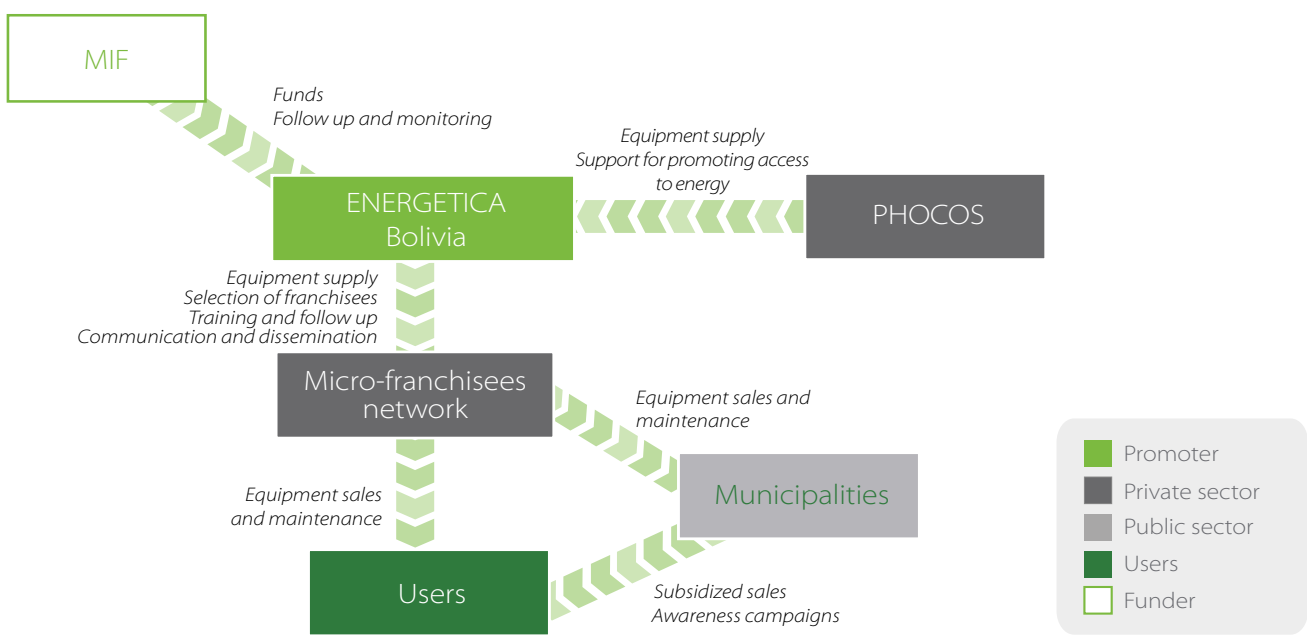 MIF
Funds
Follow up and monitoring
Equipment supply
Support for promoting access
to energy
ENERGETICA
Bolivia
PHOCOS
Equipment supply
Selection of franchisees
Training and follow up
Communication and dissemination
Micro-franchisees
network
Equipment sales and
maintenance
Equipment sales
and maintenance
Municipalities
Users
Subsidized sales
Awareness campaigns
Promoter
Private sector
Public sector
Users
Funder